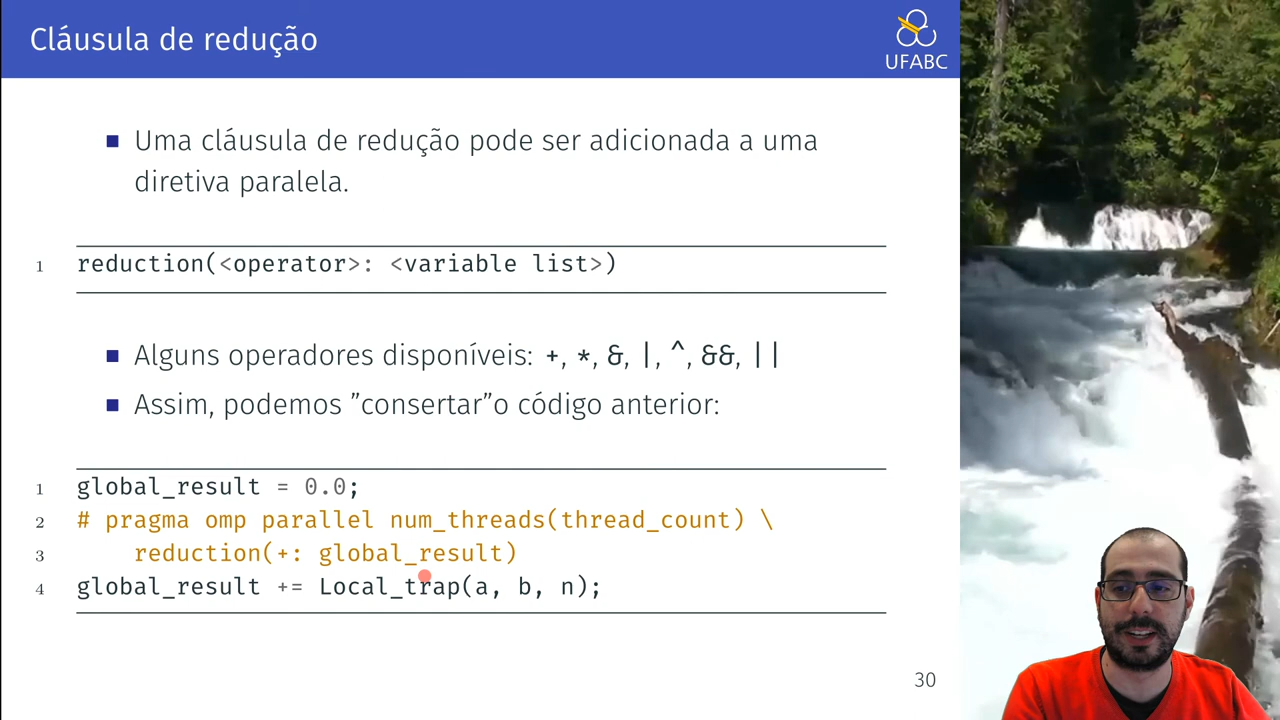 Cláusula de redução
UFABC
Uma cláusula de redução pode ser adicionada a uma
diretiva paralela.
1 reduction(<operator>: <variable list>)
Alguns operadores disponíveis: +, *, &, |, ^, &&, ||
Assim, podemos ”consertar”o código anterior:
1 global_result = 0.0;
2 # pragma omp parallel num_threads(thread_count) \
3 reduction(+: global_result)
4 global_result += Local_trap(a, b, n);
30